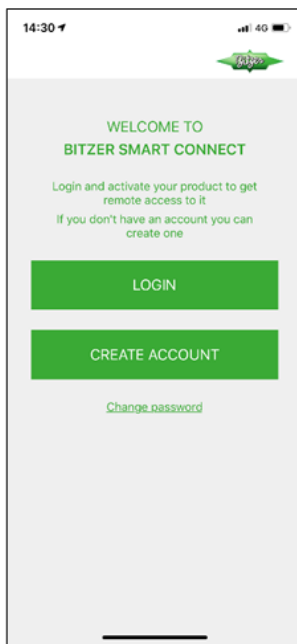 14:30
4G
Bitzer
WELCOME TO
BITZER SMART CONNECT
Login and activate your product to get
remote access to it
If you don't have an account you can
create one
LOGIN
CREATE ACCOUNT
Change password